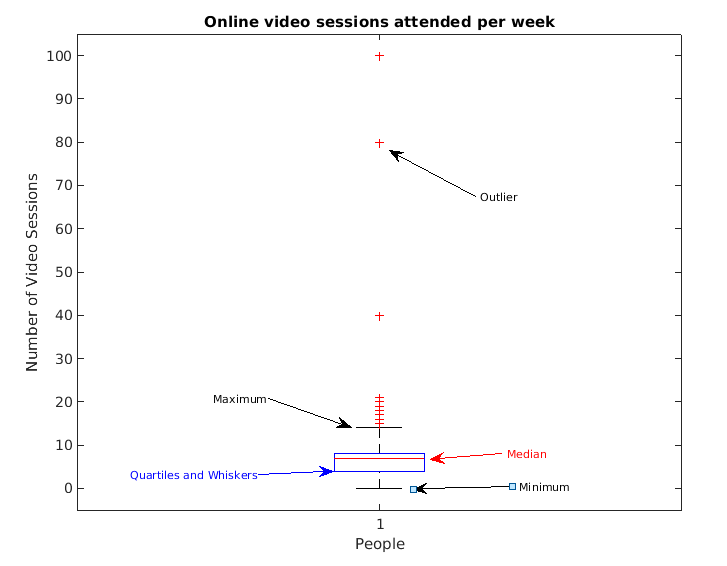 Online video sessions attended per week
100
90
80
70
60
50
40
30
20
10
0
Number of Video Sessions
Outlier
Maximum
Median
Quartiles and Whiskers
Minimum
1
People